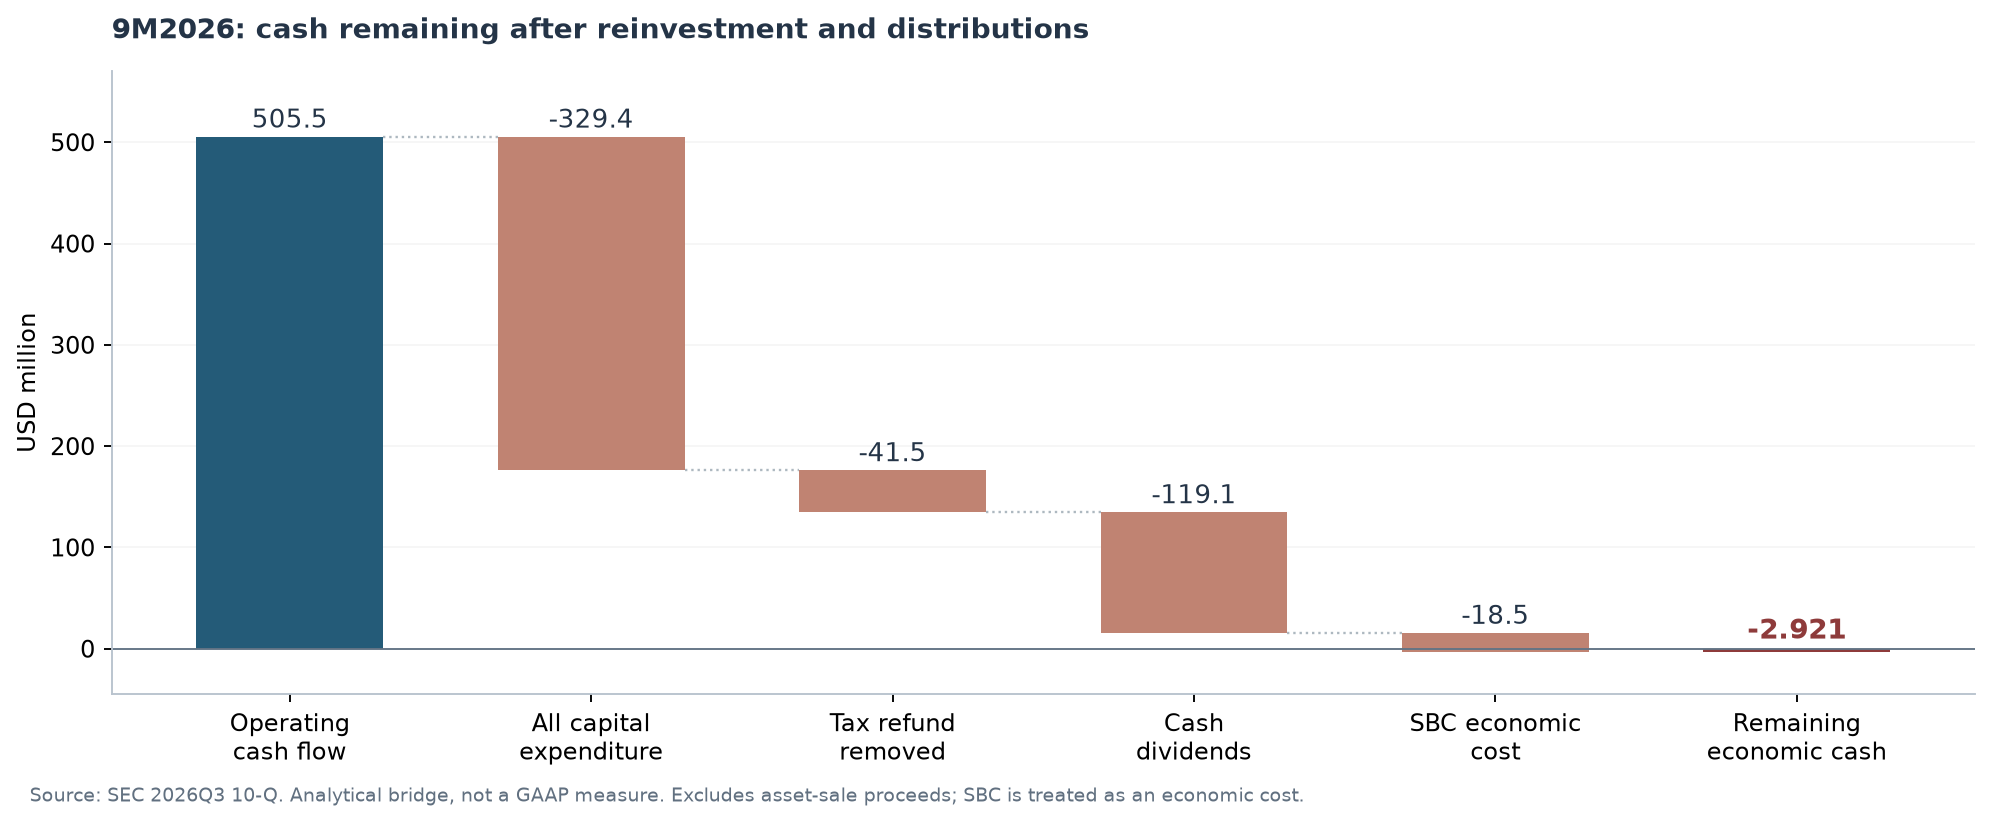 9M2026: cash remaining after reinvestment and distributions
USD million
500
400
300
200
100
0
505.5
-329.4
-41.5
-119.1
-18.5
-2.921
Operating
cash flow
All capital
expenditure
Tax refund
removed
Cash
dividends
SBC economic
cost
Remaining
economic cash
Source: SEC 2026Q3 10-Q. Analytical bridge, not a GAAP measure. Excludes asset-sale proceeds; SBC is treated as an economic cost.